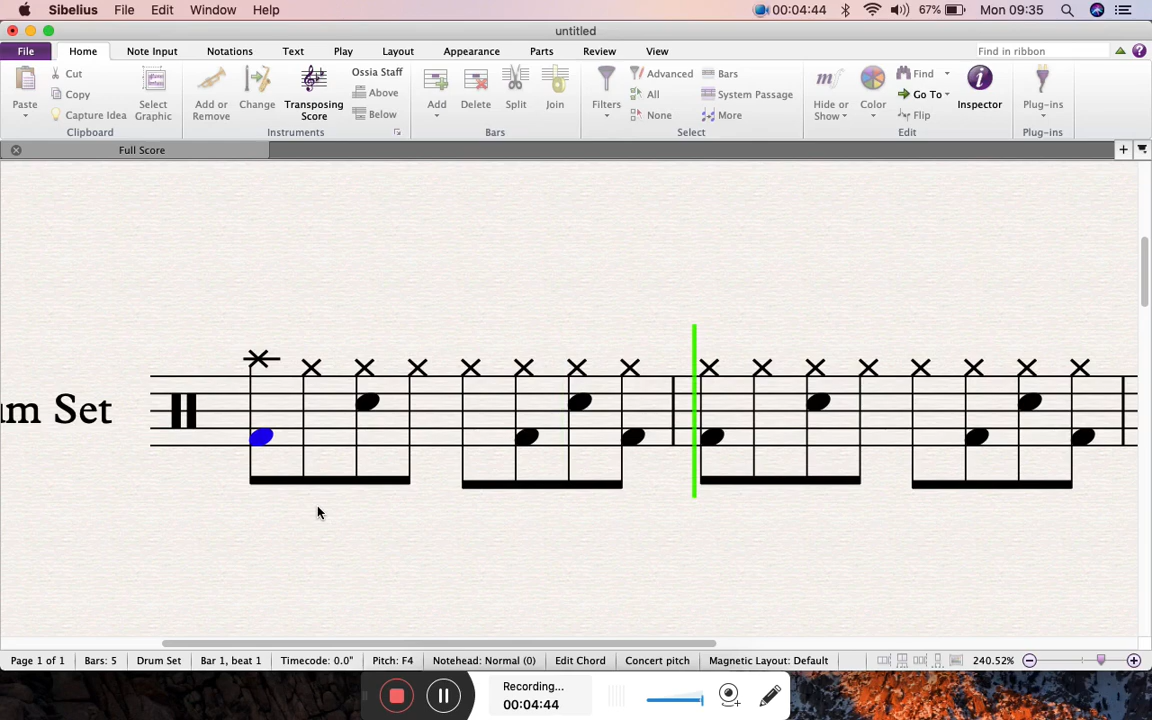 Sibelius File Edit Window Help 00:04:44 67% Mon 09:35
untitled
File Home Note Input Notations Text Play Layout Appearance Parts Review View Find in ribbon ?
Paste Cut Copy Capture Idea Select Graphic Add or Remove Change Transposing Score Ossia Staff Above Below Add Delete Split Join Filters Advanced All None Bars System Passage More Hide or Show Color Find Go To Flip Inspector Plug-ins
Clipboard Instruments Bars Select Edit Plug-ins
Full Score
um Set
Page 1 of 1 Bars: 5 Drum Set Bar 1, beat 1 Timecode: 0.0" Pitch: F4 Notehead: Normal (0) Edit Chord Concert pitch Magnetic Layout: Default 240.52%
Recording...
00:04:44